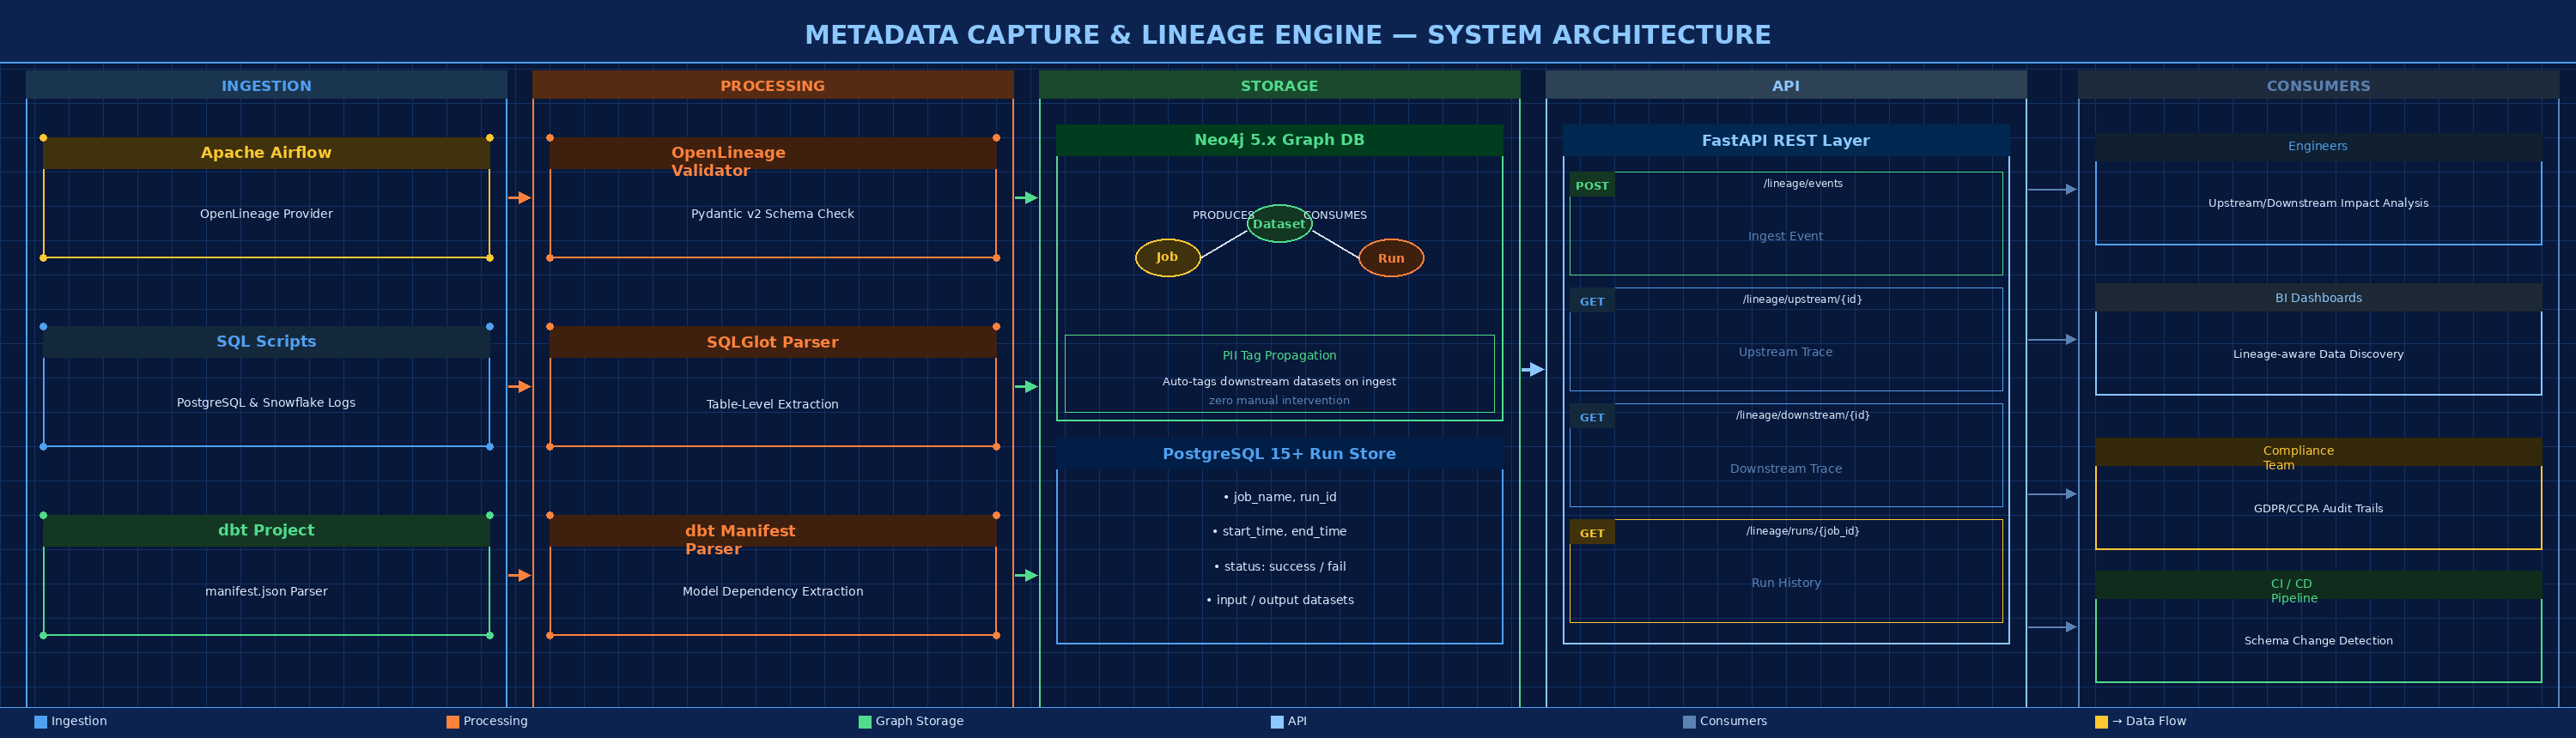 METADATA CAPTURE & LINEAGE ENGINE — SYSTEM ARCHITECTURE
INGESTION
Apache Airflow
OpenLineage Provider
SQL Scripts
PostgreSQL & Snowflake Logs
dbt Project
manifest.json Parser
PROCESSING
OpenLineage
Validator
Pydantic v2 Schema Check
SQLGlot Parser
Table-Level Extraction
dbt Manifest
Parser
Model Dependency Extraction
STORAGE
Neo4j 5.x Graph DB
PRODUCES
CONSUMES
Dataset
Job
Run
PII Tag Propagation
Auto-tags downstream datasets on ingest
zero manual intervention
PostgreSQL 15+ Run Store
• job_name, run_id
• start_time, end_time
• status: success / fail
• input / output datasets
API
FastAPI REST Layer
POST
/lineage/events
Ingest Event
GET
/lineage/upstream/{id}
Upstream Trace
GET
/lineage/downstream/{id}
Downstream Trace
GET
/lineage/runs/{job_id}
Run History
CONSUMERS
Engineers
Upstream/Downstream Impact Analysis
BI Dashboards
Lineage-aware Data Discovery
Compliance
Team
GDPR/CCPA Audit Trails
CI / CD
Pipeline
Schema Change Detection
Ingestion
Processing
Graph Storage
API
Consumers
→ Data Flow